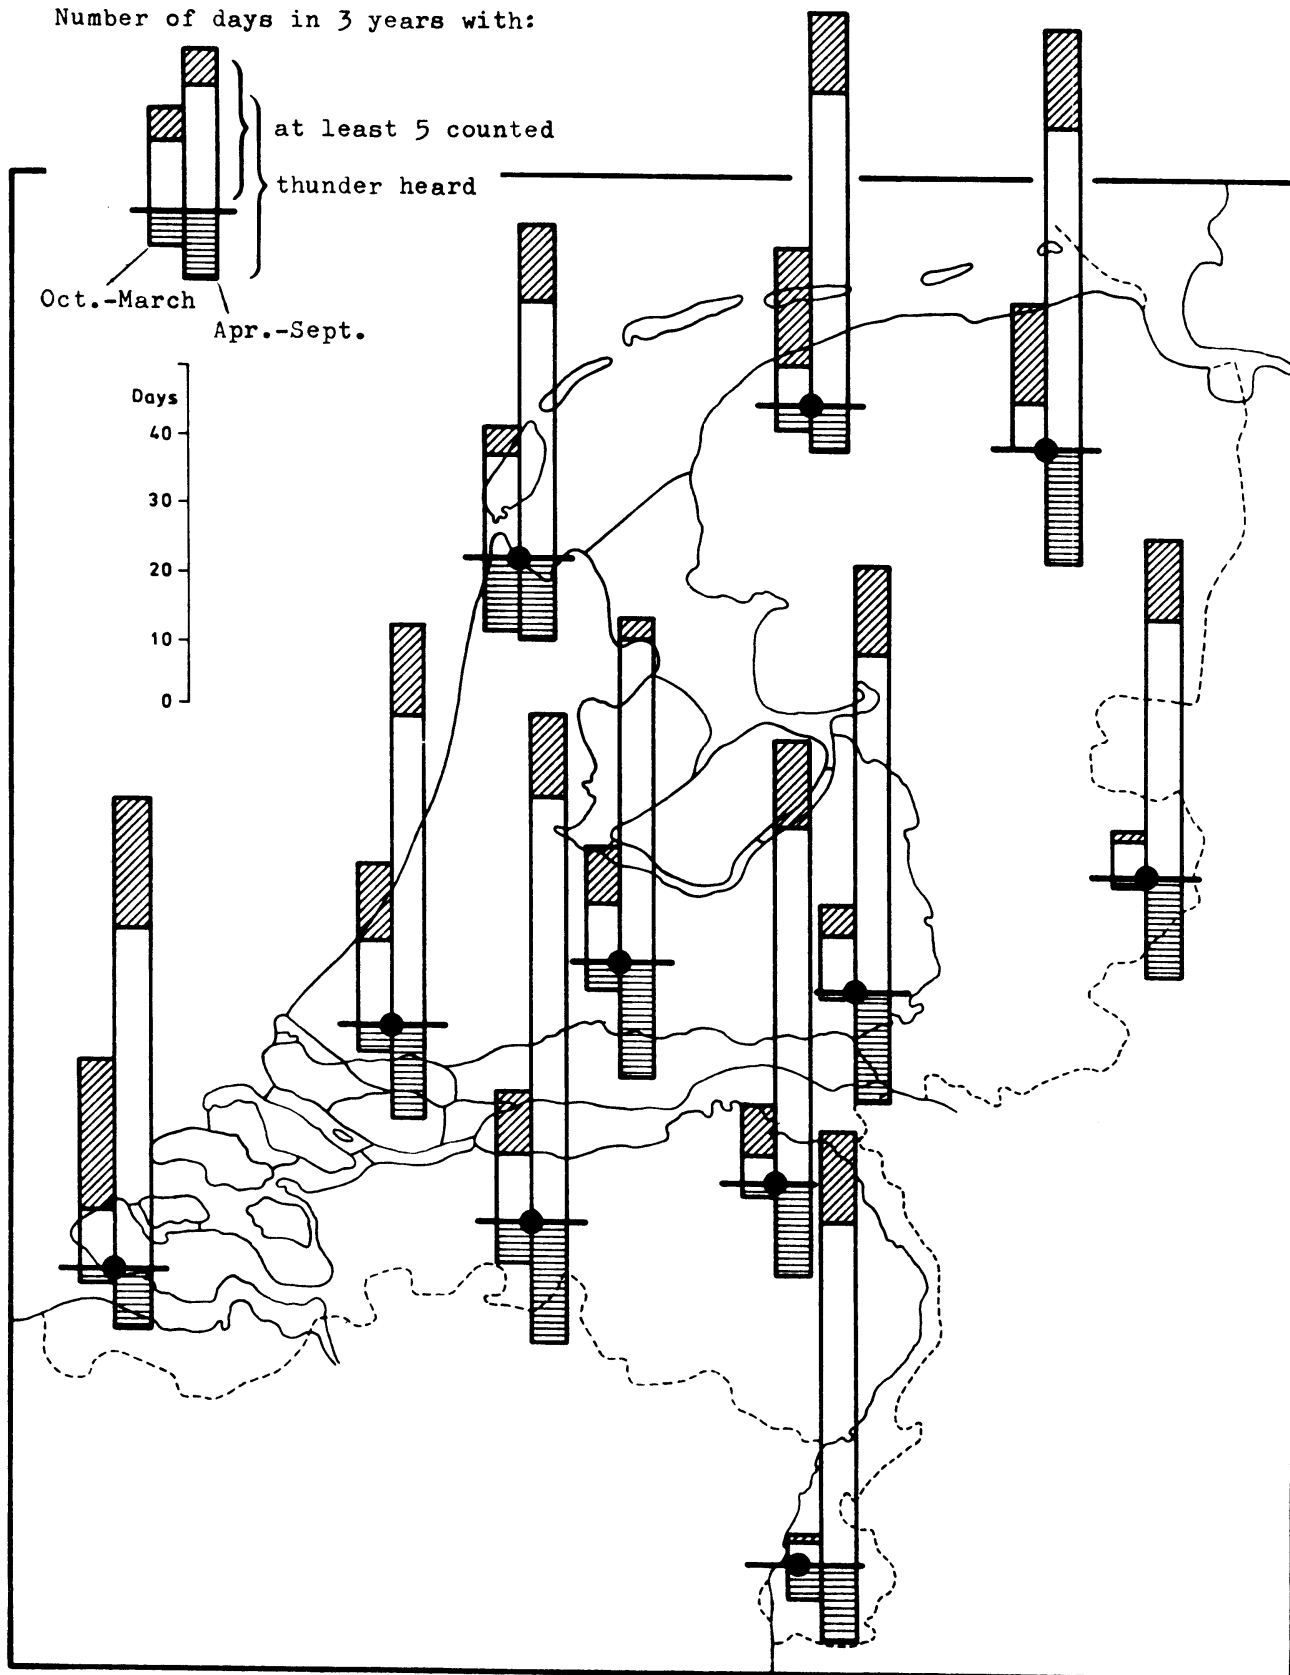 Number of days in 3 years with:
at least 5 counted
thunder heard
Oct.-March
Apr.-Sept.
Days
40
30
20
10
0